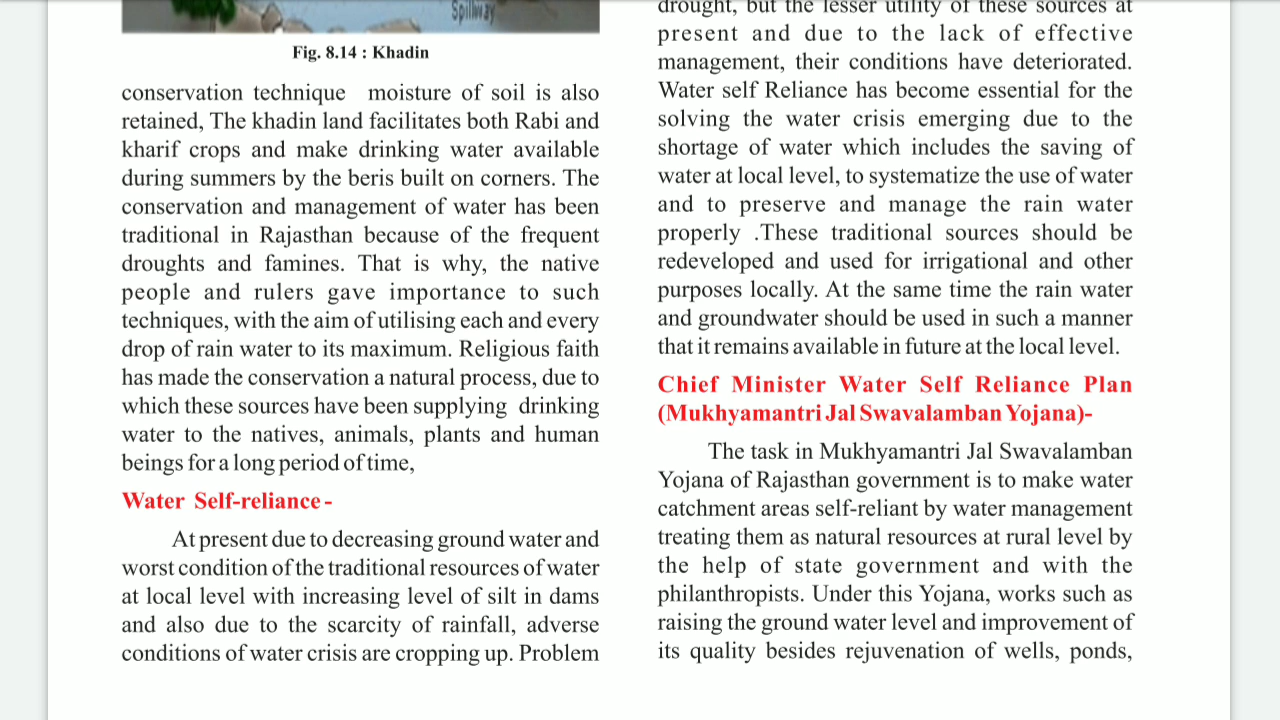 Spillway
Fig. 8.14 : Khadin
conservation technique moisture of soil is also
retained, The khadin land facilitates both Rabi and
kharif crops and make drinking water available
during summers by the beris built on corners. The
conservation and management of water has been
traditional in Rajasthan because of the frequent
droughts and famines. That is why, the native
people and rulers gave importance to such
techniques, with the aim of utilising each and every
drop of rain water to its maximum. Religious faith
has made the conservation a natural process, due to
which these sources have been supplying drinking
water to the natives, animals, plants and human
beings for a long period of time,
Water Self-reliance -
At present due to decreasing ground water and
worst condition of the traditional resources of water
at local level with increasing level of silt in dams
and also due to the scarcity of rainfall, adverse
conditions of water crisis are cropping up. Problem
drought, but the lesser utility of these sources at
present and due to the lack of effective
management, their conditions have deteriorated.
Water self Reliance has become essential for the
solving the water crisis emerging due to the
shortage of water which includes the saving of
water at local level, to systematize the use of water
and to preserve and manage the rain water
properly .These traditional sources should be
redeveloped and used for irrigational and other
purposes locally. At the same time the rain water
and groundwater should be used in such a manner
that it remains available in future at the local level.
Chief Minister Water Self Reliance Plan
(Mukhyamantri Jal Swavalamban Yojana)-
The task in Mukhyamantri Jal Swavalamban
Yojana of Rajasthan government is to make water
catchment areas self-reliant by water management
treating them as natural resources at rural level by
the help of state government and with the
philanthropists. Under this Yojana, works such as
raising the ground water level and improvement of
its quality besides rejuvenation of wells, ponds,